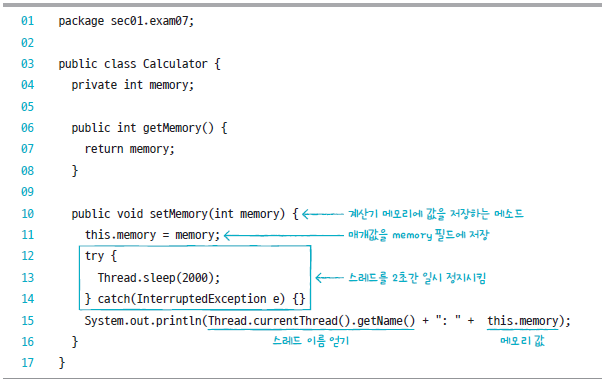 01 package sec01.exam07;
02
03 public class Calculator {
04 private int memory;
05
06 public int getMemory() {
07 return memory;
08 }
09
10 public void setMemory(int memory) { 계산기 메모리에 값을 저장하는 메소드
11 this.memory = memory; 매개값을 memory 필드에 저장
12 try {
13 Thread.sleep(2000); 스레드를 2초간 일시 정지시킴
14 } catch(InterruptedException e) {}
15 System.out.println(Thread.currentThread().getName() + ": " + this.memory);
16 } 스레드 이름 얻기 메모리 값
17 }